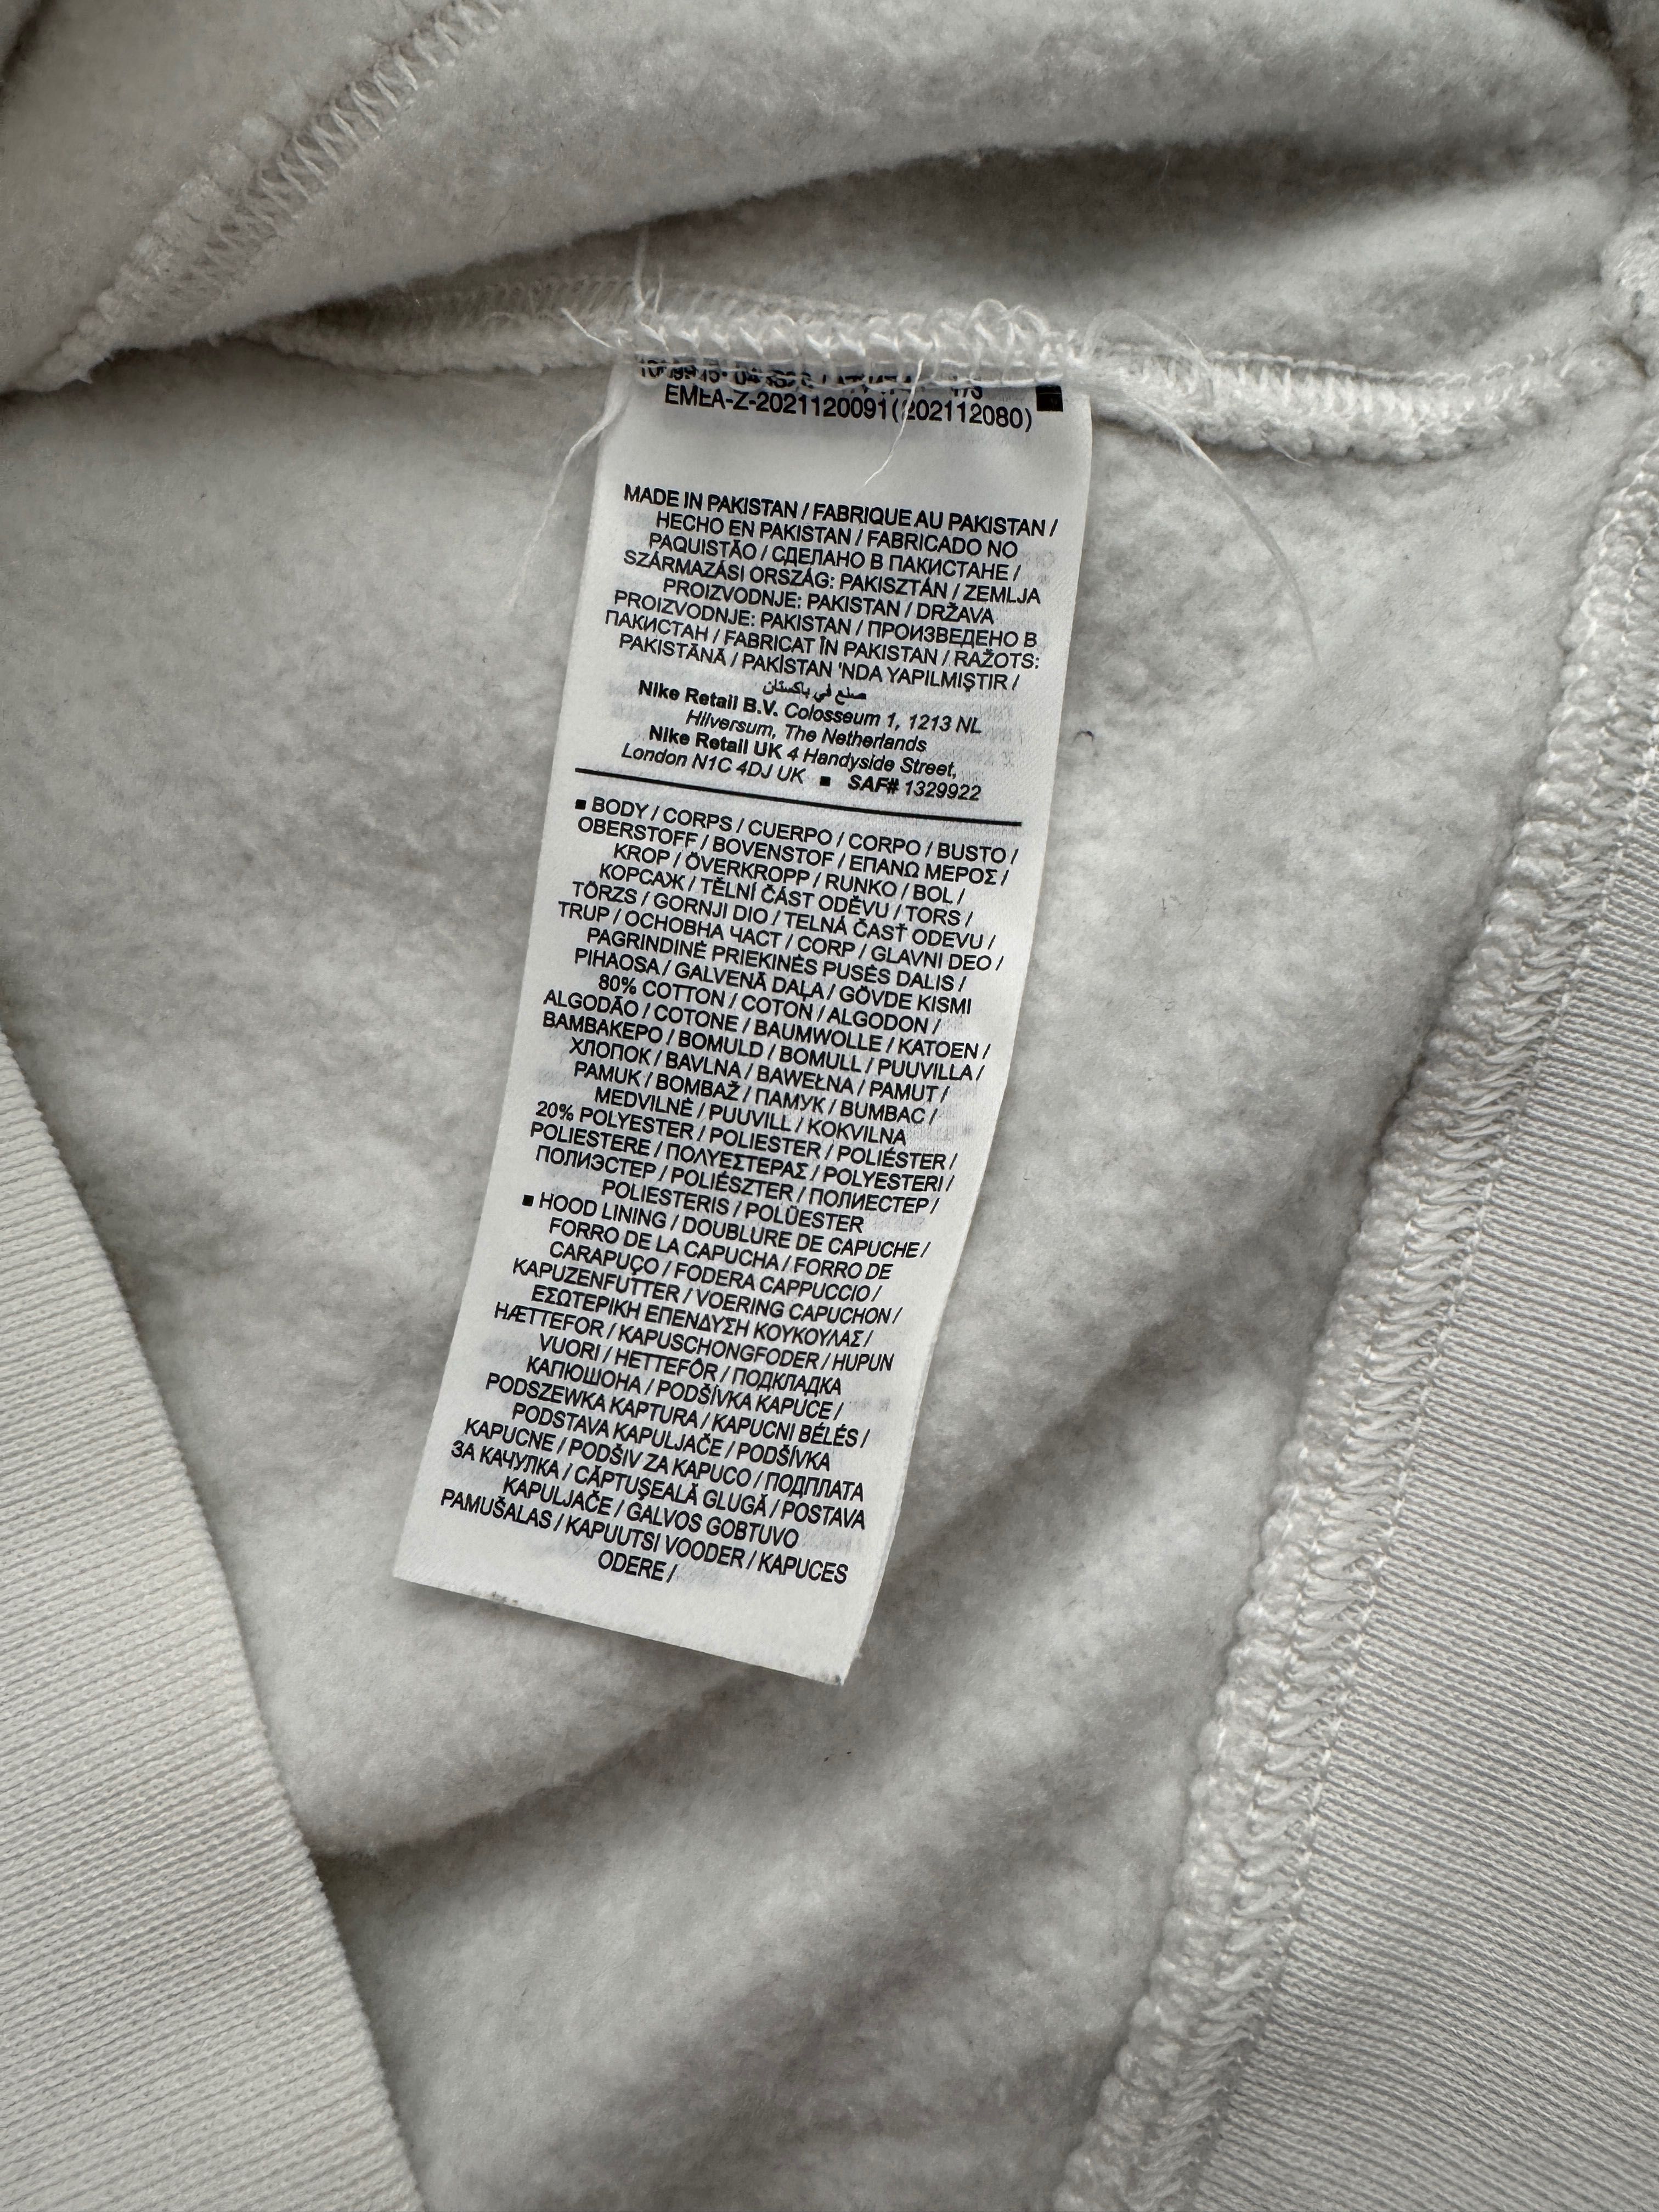 EMEA-Z-2021120091(202112080)
MADE IN PAKISTAN / FABRIQUE AU PAKISTAN /
HECHO EN PAKISTAN / FABRICADO NO
PAQUISTÃO / СДЕЛАНО В ПАКИСТАНЕ /
SZÁRMAZÁSI ORSZÁG: PAKISZTÁN / ZEMLJA
PROIZVODNJE: PAKISTAN / DRŽAVA
PROIZVODNJE: PAKISTAN / ПРОИЗВЕДЕНО В
ПАКИСТАН / FABRICAT ÎN PAKISTAN / RAŽOTS:
PAKISTĀNĀ / PAKİSTAN 'NDA YAPILMIŞTIR /
صنع في باكستان
Nike Retail B.V. Colosseum 1, 1213 NL
Hilversum, The Netherlands
Nike Retail UK 4 Handyside Street,
London N1C 4DJ UK ■ SAF# 1329922
■ BODY / CORPS / CUERPO / CORPO / BUSTO /
OBERSTOFF / BOVENSTOF / ΕΠΑΝΩ ΜΕΡΟΣ /
KROP / ÖVERKROPP / RUNKO / BOL /
КОРСАЖ / TĚLNÍ ČÁST ODĚVU / TORS /
TÖRZS / GORNJI DIO / TELNÁ ČASŤ ODEVU /
TRUP / ОСНОВНА ЧАСТ / CORP / GLAVNI DEO /
PAGRINDINĖ PRIEKINĖS PUSĖS DALIS /
PIHAOSA / GALVENĀ DAĻA / GÖVDE KISMI
80% COTTON / COTON / ALGODON /
ALGODÃO / COTONE / BAUMWOLLE / KATOEN /
ΒΑΜΒΑΚΕΡΟ / BOMULD / BOMULL / PUUVILLA /
ХЛОПОК / BAVLNA / BAWEŁNA / PAMUT /
PAMUK / BOMBAŽ / ПАМУК / BUMBAC /
MEDVILNĖ / PUUVILL / KOKVILNA
20% POLYESTER / POLIESTER / POLIÉSTER /
POLIESTERE / ΠΟΛΥΕΣΤΕΡΑΣ / POLYESTERI /
ПОЛИЭСТЕР / POLIÉSZTER / ПОЛИЕСТЕР /
POLIESTERIS / POLÜESTER
■ HOOD LINING / DOUBLURE DE CAPUCHE /
FORRO DE LA CAPUCHA / FORRO DE
CARAPUÇO / FODERA CAPPUCCIO /
KAPUZENFUTTER / VOERING CAPUCHON /
ΕΣΩΤΕΡΙΚΗ ΕΠΕΝΔΥΣΗ ΚΟΥΚΟΥΛΑΣ /
HÆTTEFOR / KAPUSCHONGFODER / HUPUN
VUORI / HETTEFÔR / ПОДКЛАДКА
КАПЮШОНА / PODŠÍVKA KAPUCE /
PODSZEWKA KAPTURA / KAPUCNI BÉLÉS /
PODSTAVA KAPULJAČE / PODŠÍVKA
KAPUCNE / PODŠIV ZA KAPUCO / ПОДПЛАТА
ЗА КАЧУЛКА / CĂPTUŞEALĂ GLUGĂ / POSTAVA
KAPULJAČE / GALVOS GOBTUVO
PAMUŠALAS / KAPUUTSI VOODER / KAPUCES
ODERE /